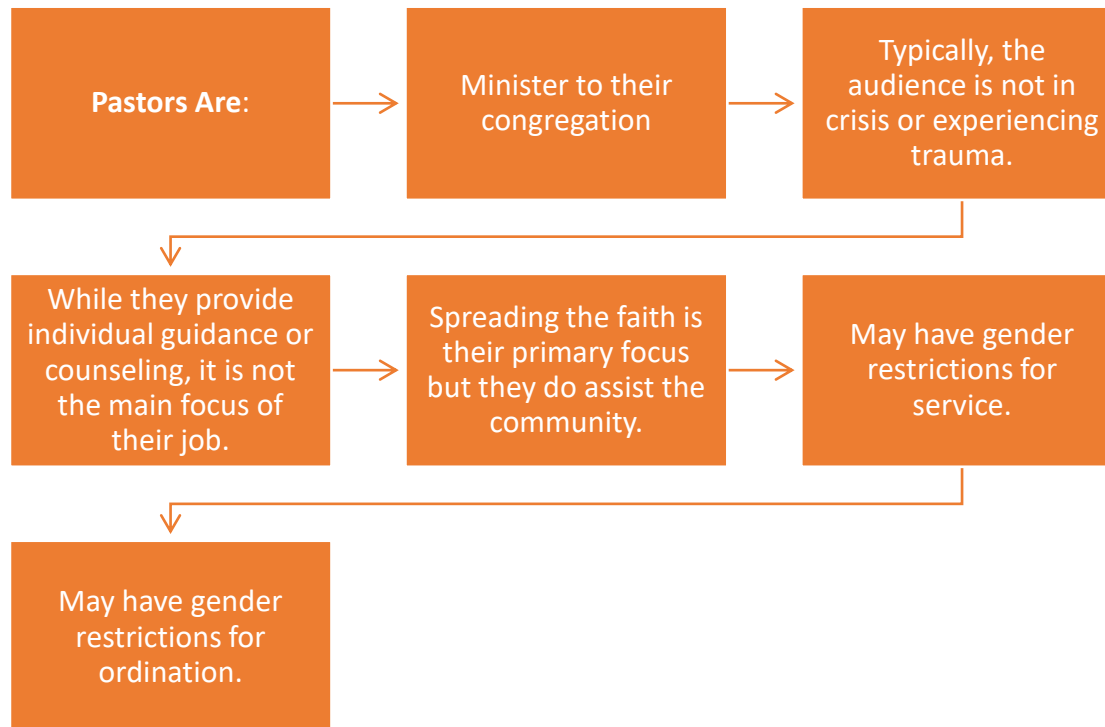 Pastors Are:
Minister to their
congregation
Typically, the
audience is not in
crisis or experiencing
trauma.
While they provide
individual guidance or
counseling, it is not
the main focus of
their job.
Spreading the faith is
their primary focus
but they do assist the
community.
May have gender
restrictions for
service.
May have gender
restrictions for
ordination.